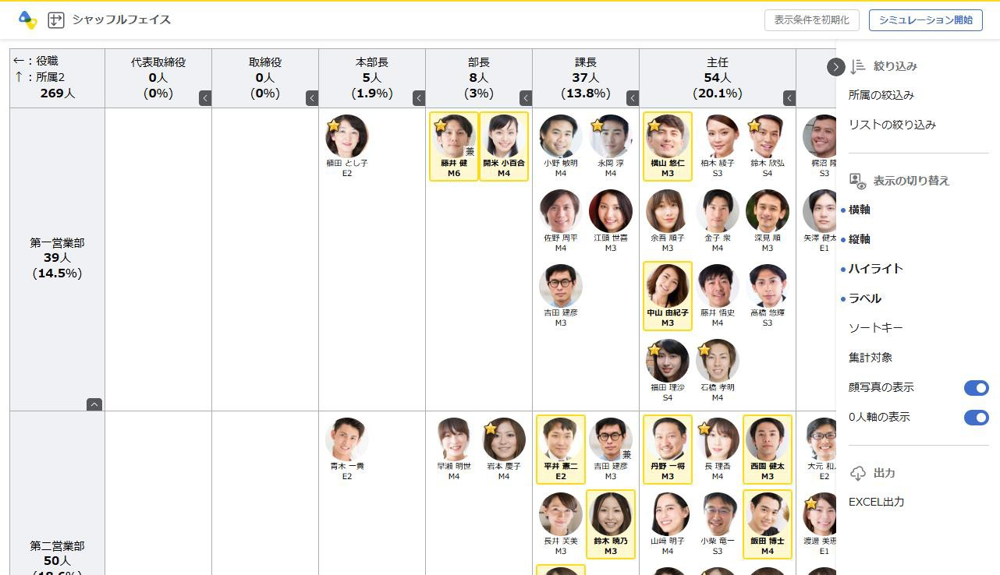 シャッフルフェイス
表示条件を初期化
シミュレーション開始
←：役職
↑：所属2
269人
代表取締役
0人
(0%)
取締役
0人
(0%)
本部長
5人
(1.9%)
部長
8人
(3%)
課長
37人
(13.8%)
主任
54人
(20.1%)
第一営業部
39人
(14.5%)
植田 とし子
E2
兼
藤井 健
M6
開米 小百合
M4
小野 敏明
M4
永岡 淳
M4
横山 悠仁
M3
柏木 綾子
S3
鈴木 欣弘
S4
梶沼 隆
S3
佐野 周平
M4
江頭 世喜
M3
余吾 順子
M3
金子 衆
M4
深見 順
M3
矢澤 健太
E1
吉田 建彦
M3
中山 由紀子
M3
藤井 悟史
M4
高橋 悠輝
S3
福田 理沙
S4
石橋 孝明
M4
第二営業部
50人
(18.6%)
青木 一貴
E2
早瀬 明世
M4
岩本 慶子
M4
平井 憲二
E2
兼
吉田 建彦
M3
丹野 一将
M3
長 理香
M4
西園 健太
M3
大元 和
E2
長井 芙美
M3
鈴木 暁乃
M3
山﨑 明子
M4
小柴 竜一
S3
飯田 博士
M4
渡邊 美恵
E1
絞り込み
所属の絞込み
リストの絞り込み
表示の切り替え
横軸
縦軸
ハイライト
ラベル
ソートキー
集計対象
顔写真の表示
0人軸の表示
出力
EXCEL出力